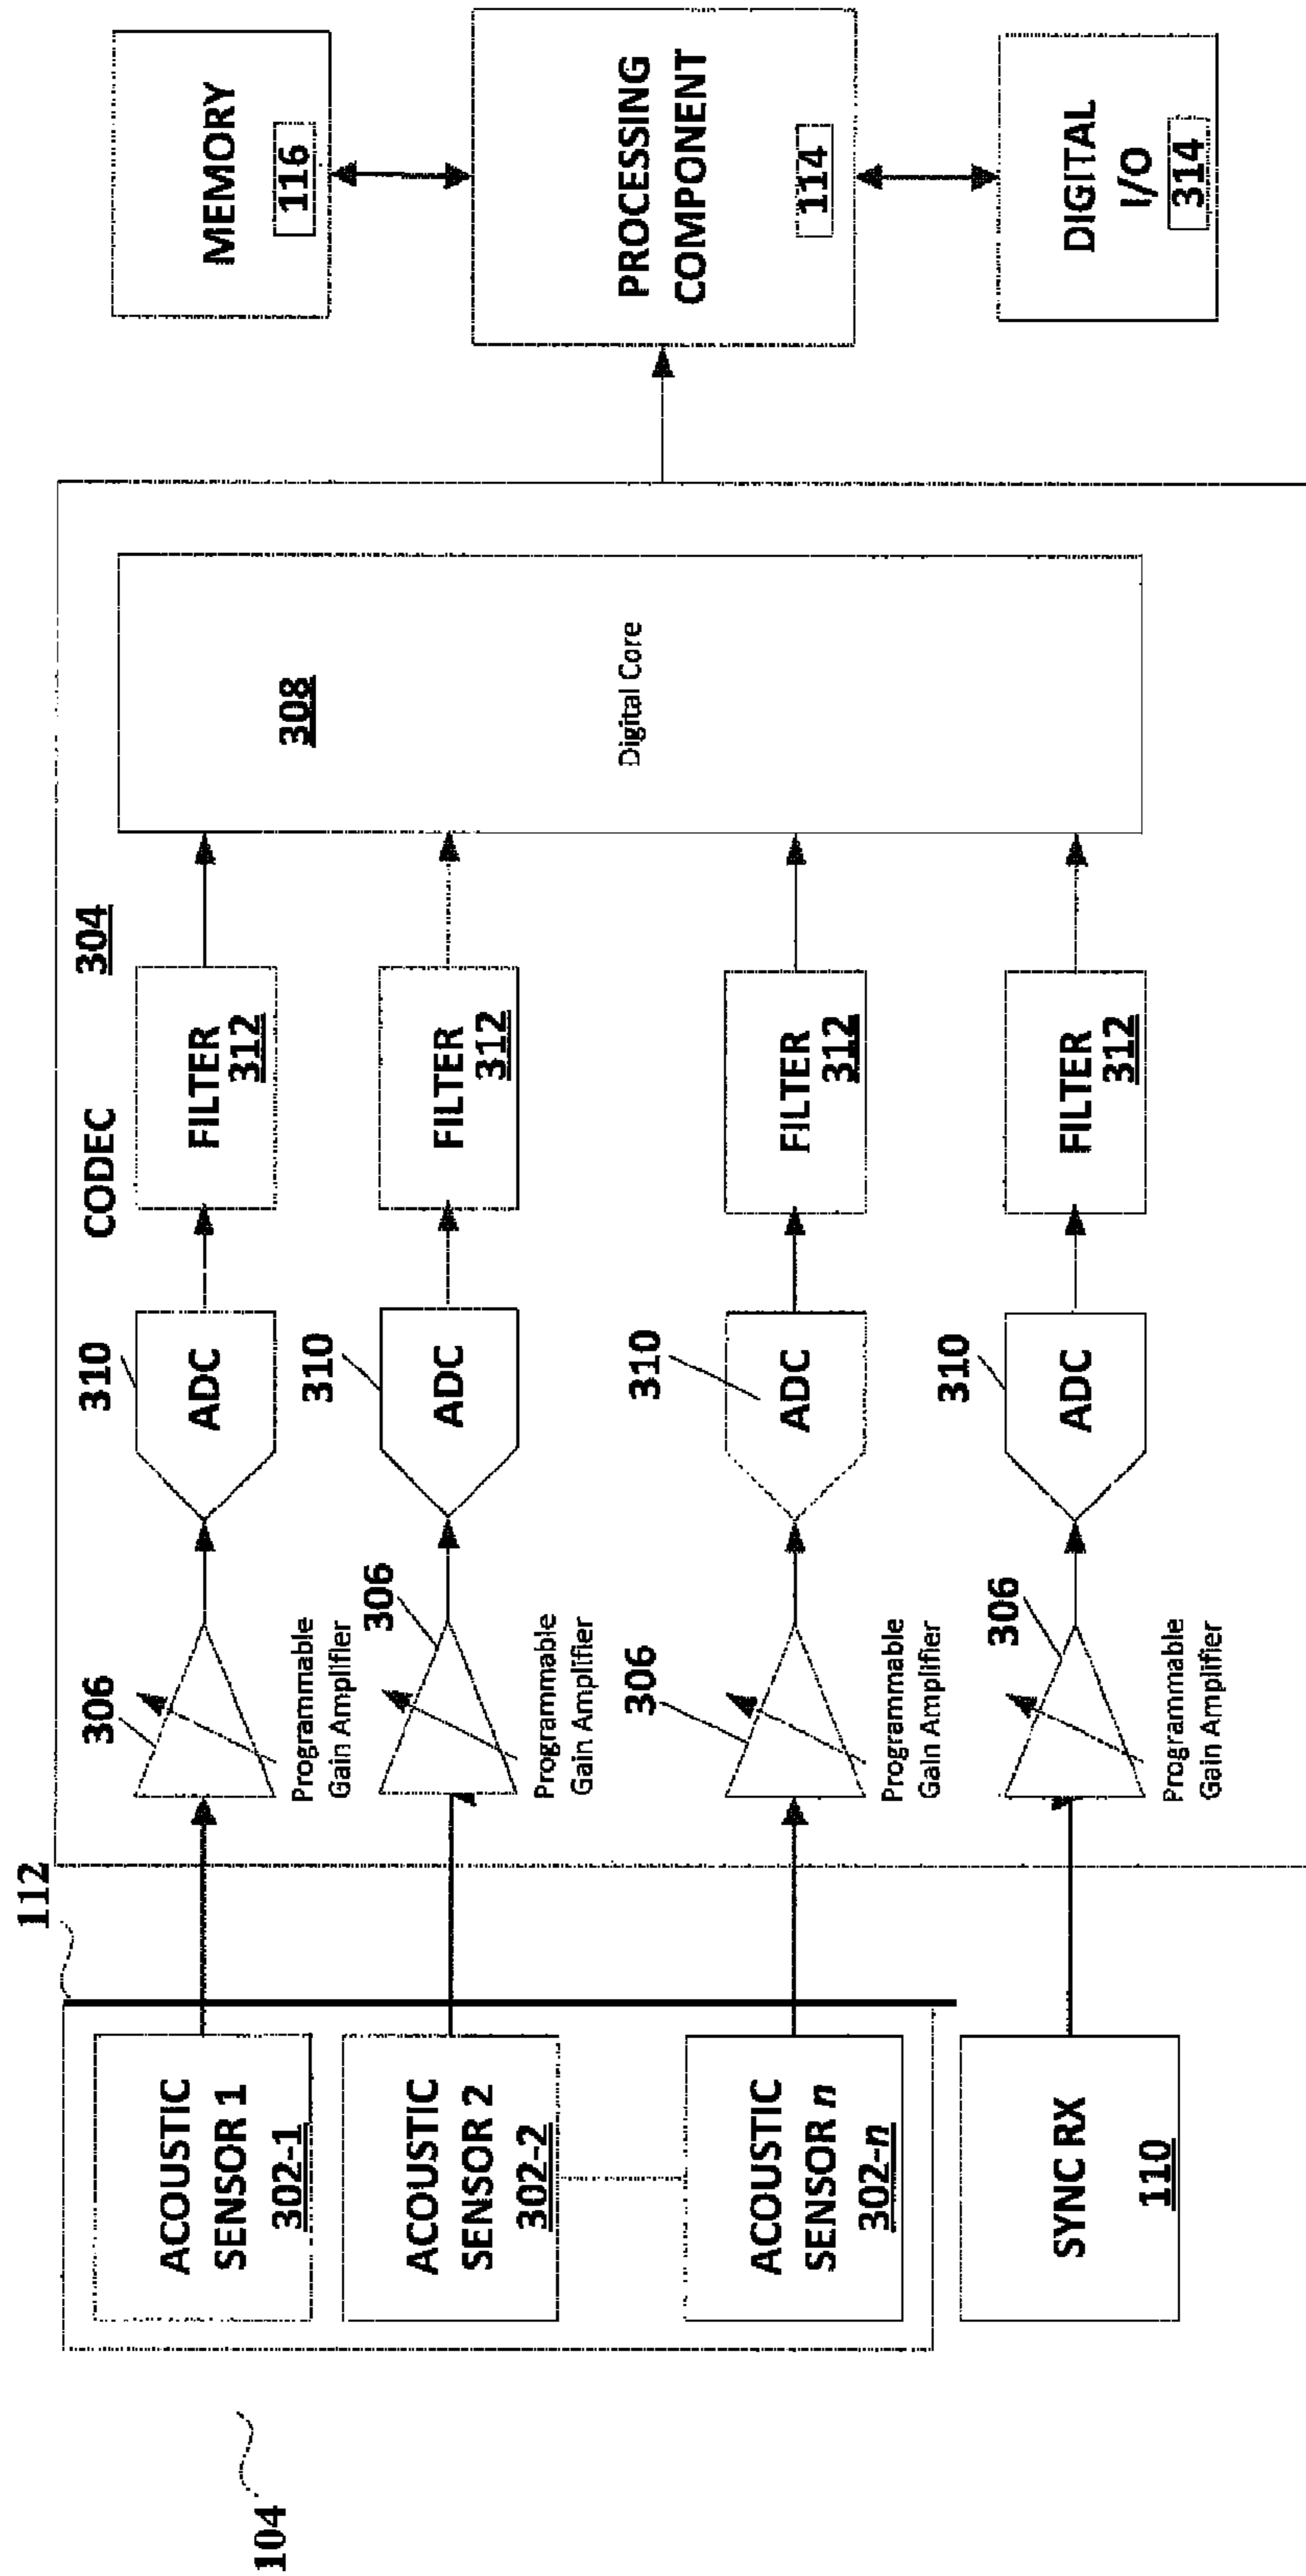 104
112
ACOUSTIC
SENSOR 1
302-1
ACOUSTIC
SENSOR 2
302-2
ACOUSTIC
SENSOR n
302-n
SYNC RX
110
CODEC
304
306
Programmable
Gain Amplifier
310
ADC
FILTER
312
306
Programmable
Gain Amplifier
310
ADC
FILTER
312
306
Programmable
Gain Amplifier
310
ADC
FILTER
312
306
Programmable
Gain Amplifier
310
ADC
FILTER
312
308
Digital Core
MEMORY
116
PROCESSING
COMPONENT
114
DIGITAL
I/O
314